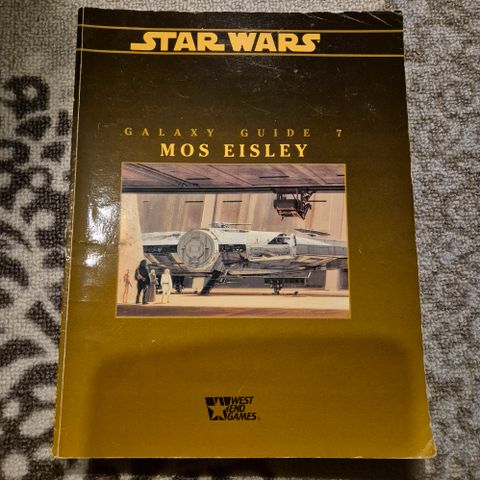 STAR WARS
GALAXY GUIDE 7
MOS EISLEY
WEST
END
GAMES®